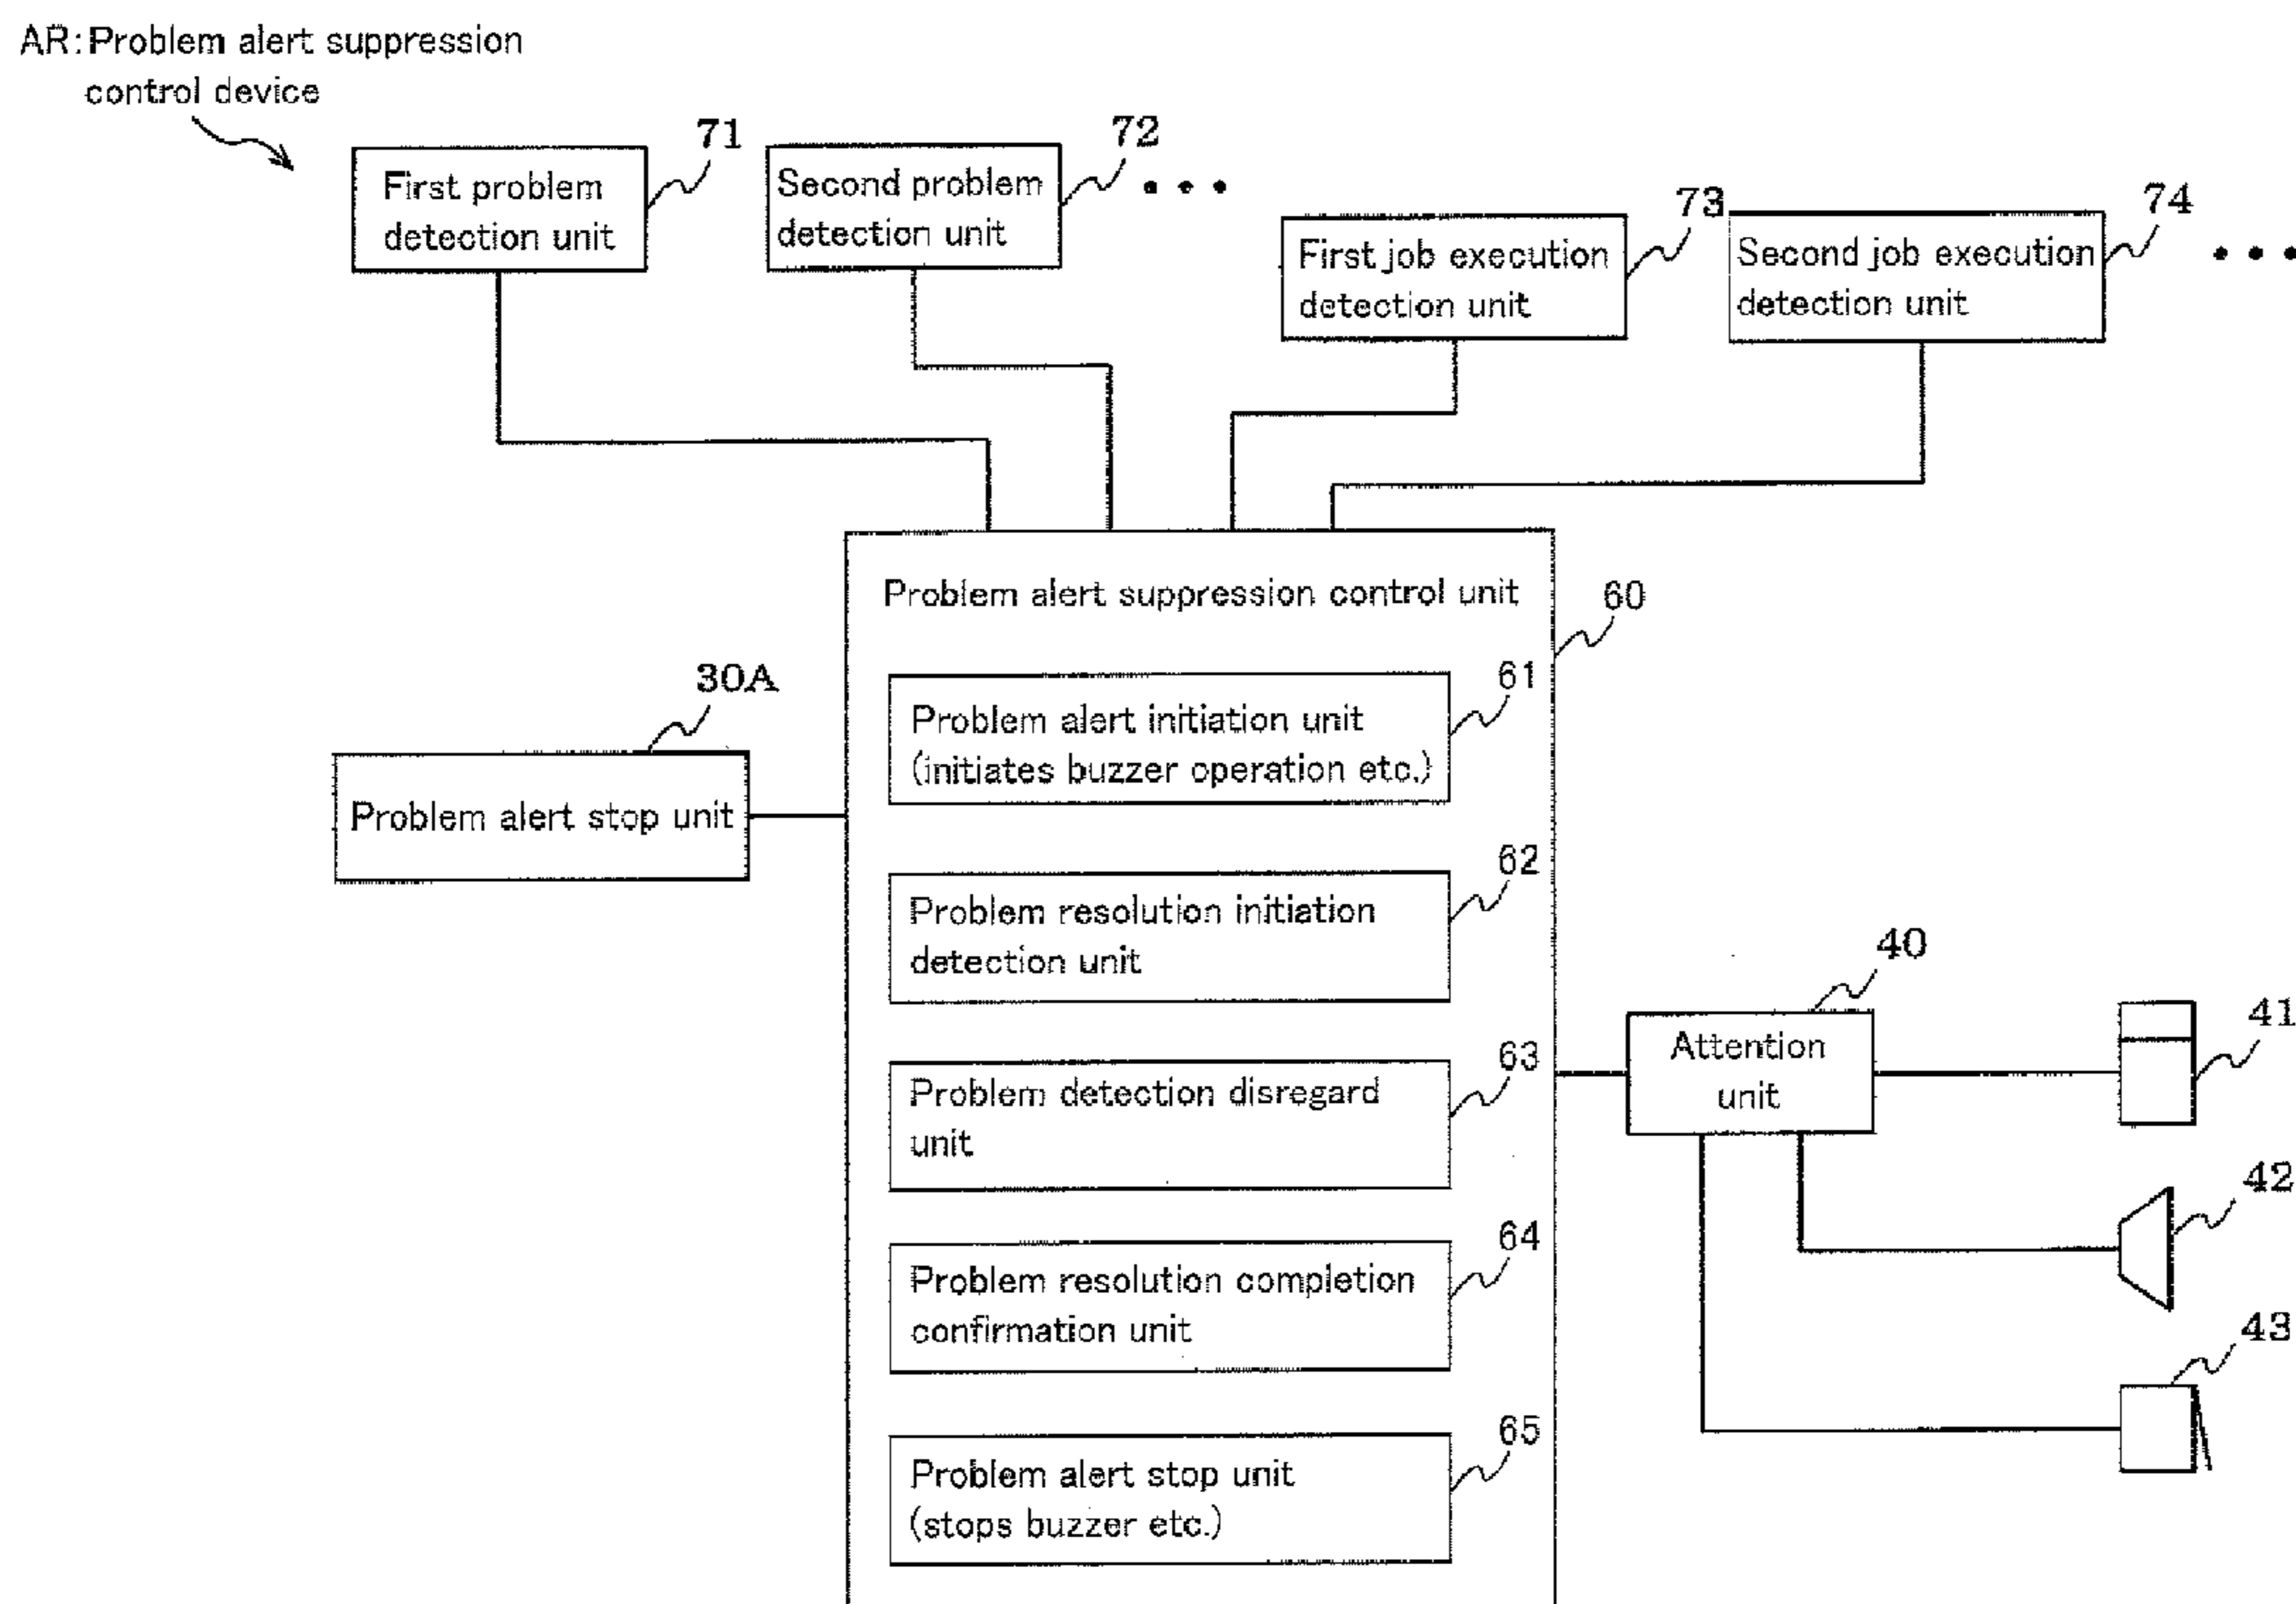 AR:Problem alert suppression
control device
71
First problem
detection unit
72
Second problem
detection unit
• • •
73
First job execution
detection unit
74
Second job execution
detection unit
• • •
Problem alert suppression control unit
60
30A
Problem alert stop unit
61
Problem alert initiation unit
(initiates buzzer operation etc.)
62
Problem resolution initiation
detection unit
63
Problem detection disregard
unit
64
Problem resolution completion
confirmation unit
65
Problem alert stop unit
(stops buzzer etc.)
40
Attention
unit
41
42
43